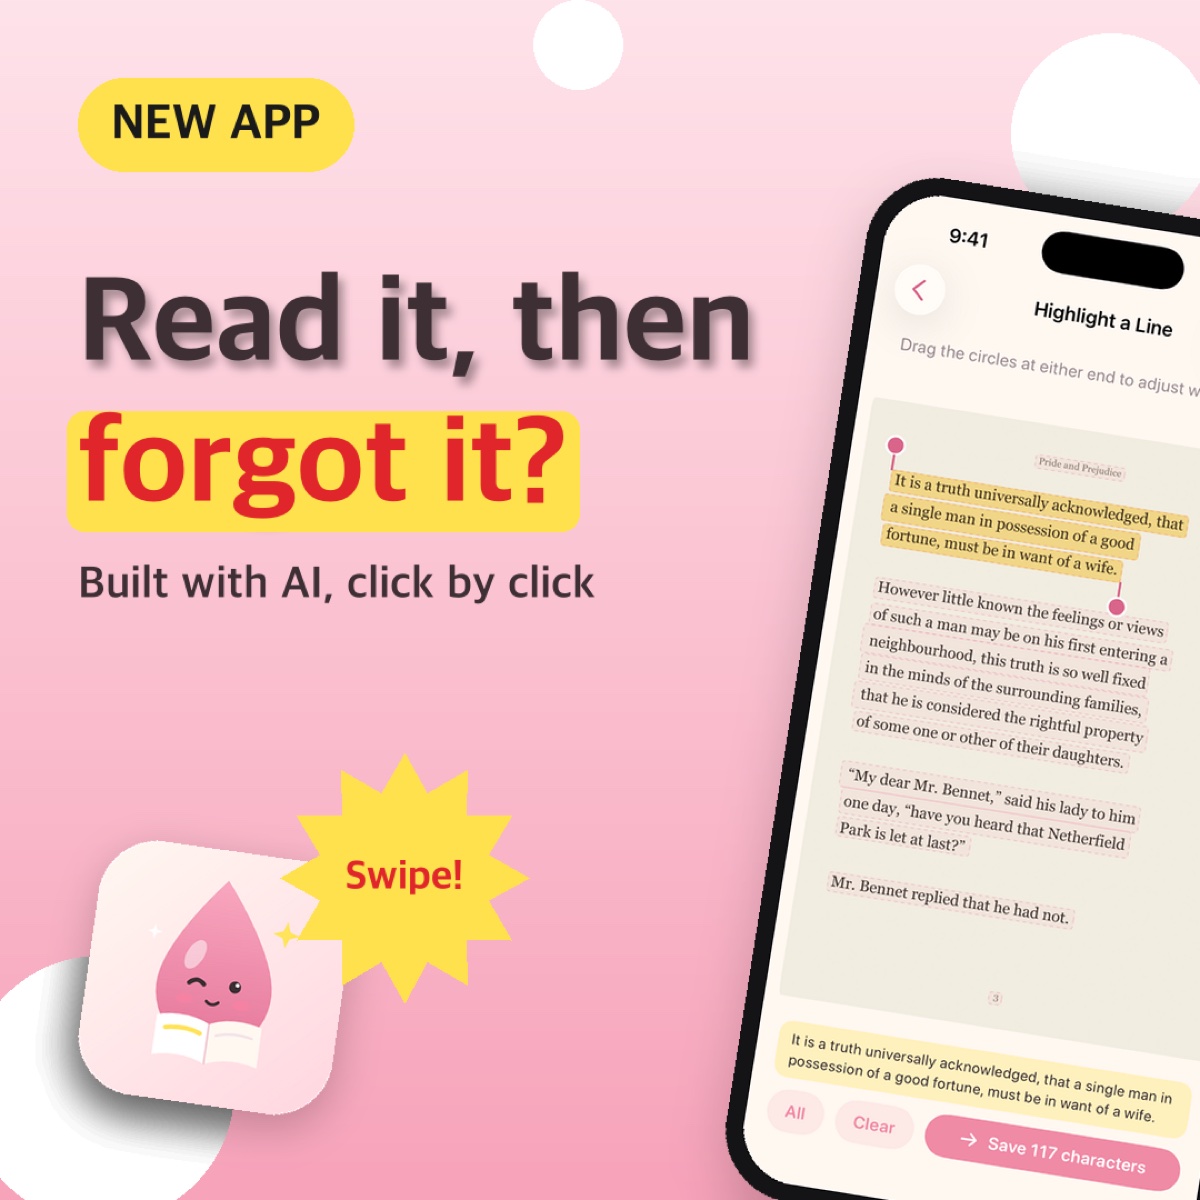 NEW APP
Read it, then
forgot it?
Built with AI, click by click
Swipe!
9:41
Highlight a Line
Drag the circles at either end to adjust w
Pride and Prejudice
It is a truth universally acknowledged, that
a single man in possession of a good
fortune, must be in want of a wife.
However little known the feelings or views
of such a man may be on his first entering a
neighbourhood, this truth is so well fixed
in the minds of the surrounding families,
that he is considered the rightful property
of some one or other of their daughters.
“My dear Mr. Bennet,” said his lady to him
one day, “have you heard that Netherfield
Park is let at last?”
Mr. Bennet replied that he had not.
3
It is a truth universally acknowledged, that a single man in
possession of a good fortune, must be in want of a wife.
All
Clear
→ Save 117 characters